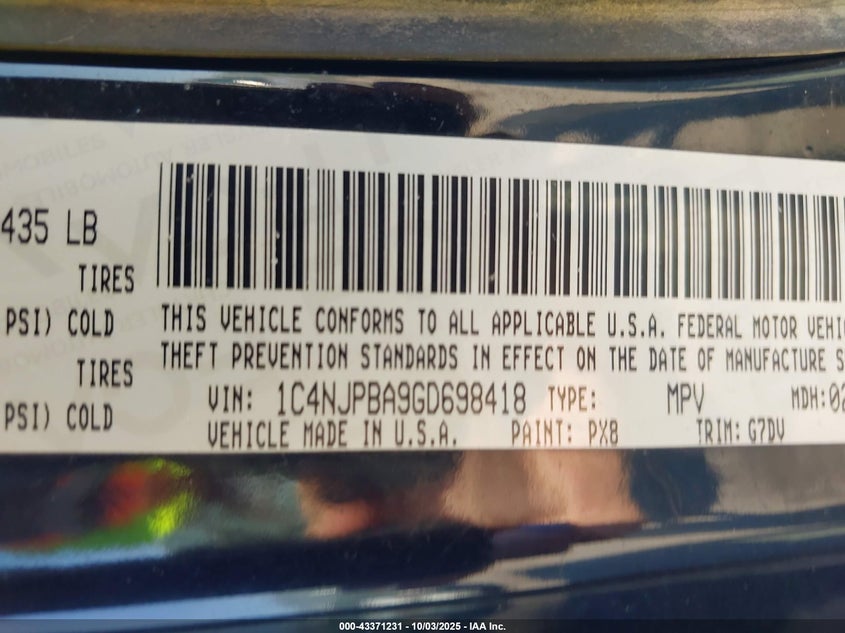 435 LB
TIRES
PSI) COLD
TIRES
PSI) COLD
THIS VEHICLE CONFORMS TO ALL APPLICABLE U.S.A. FEDERAL MOTOR VEHIC
THEFT PREVENTION STANDARDS IN EFFECT ON THE DATE OF MANUFACTURE S
VIN: 1C4NJPBA9GD698418 TYPE: MPV MDH:02
VEHICLE MADE IN U.S.A. PAINT: PX8 TRIM: G7DV
000-43371231 - 10/03/2025 - IAA Inc.